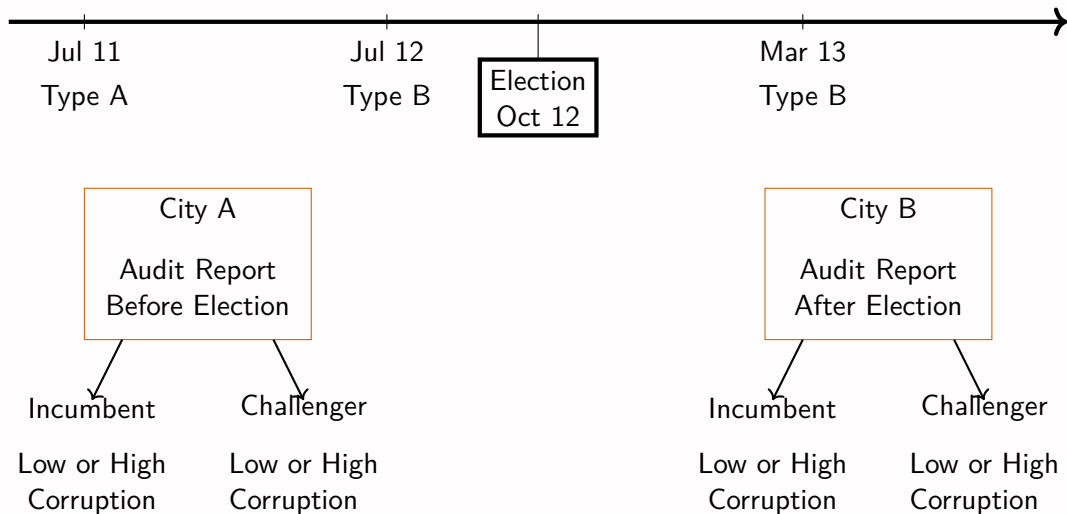 Jul 11
Type A
Jul 12
Type B
Election
Oct 12
Mar 13
Type B
City A
Audit Report
Before Election
Incumbent
Low or High
Corruption
Challenger
Low or High
Corruption
City B
Audit Report
After Election
Incumbent
Low or High
Corruption
Challenger
Low or High
Corruption